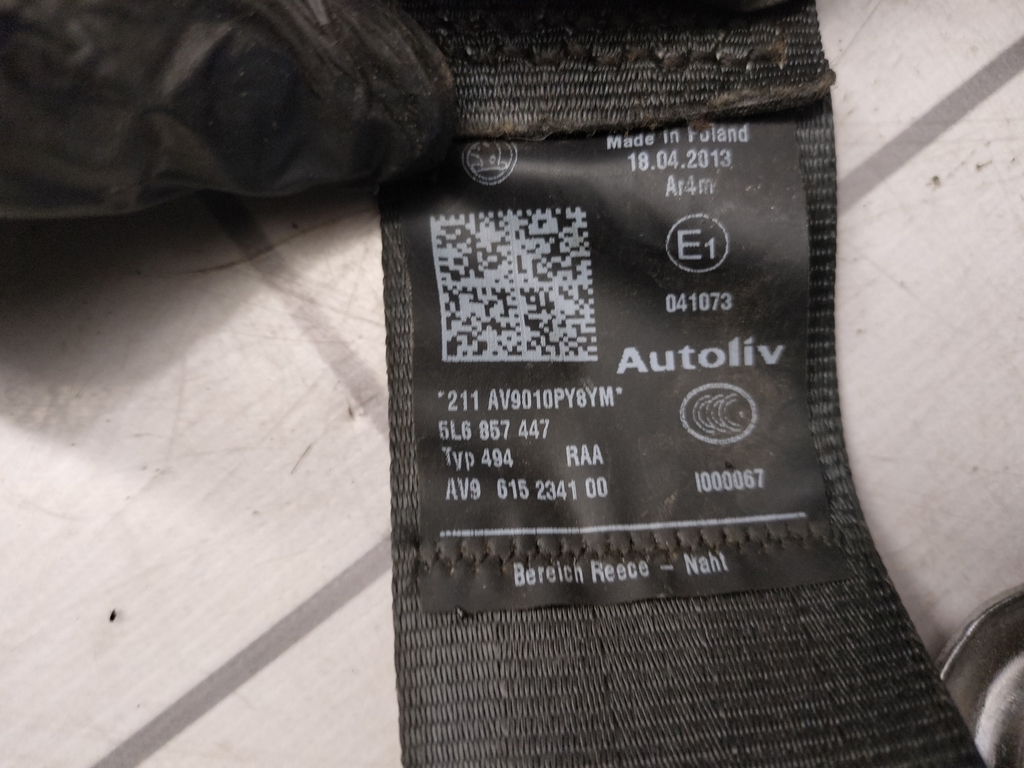 Made in Poland
18.04.2013
Ar4m
E1
041073
Autoliv
*211 AV9010PY8YM*
5L6 857 447
Typ 494 RAA
AV9 615 2341 00
I000067
Bereich Reece - Naht